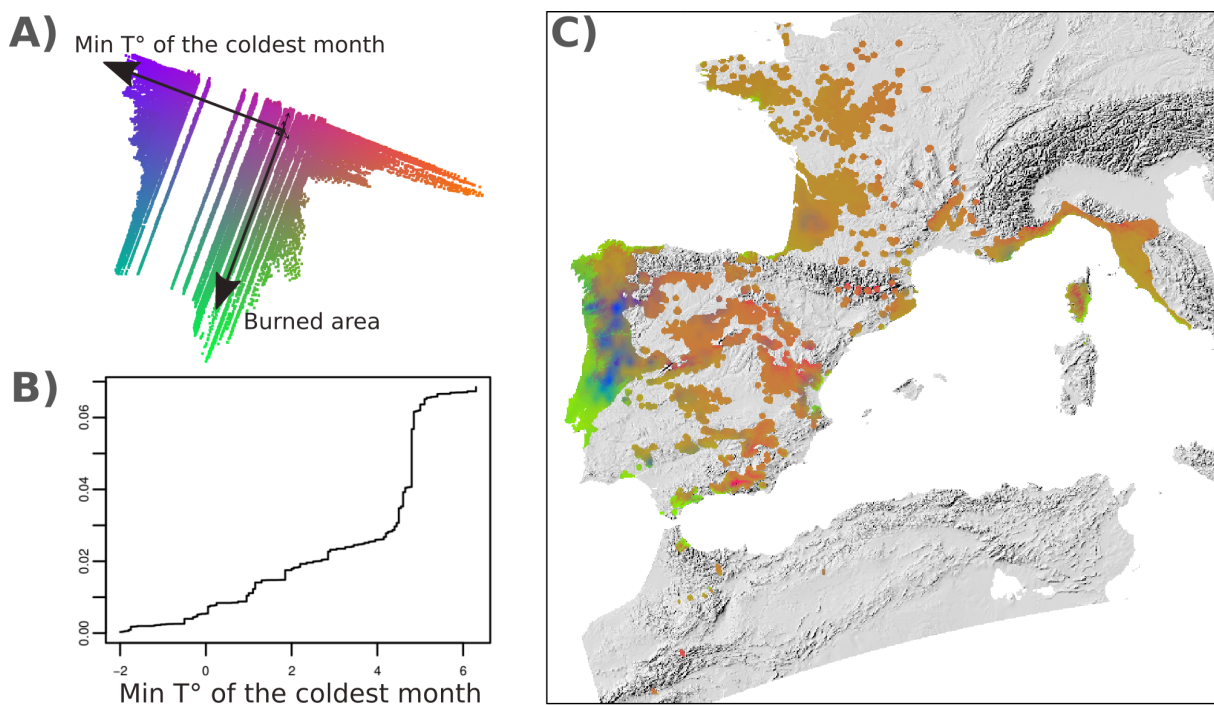 A)
Min T° of the coldest month
Burned area
B)
0.06
0.04
0.02
0.00
-2 0 2 4 6
Min T° of the coldest month
C)